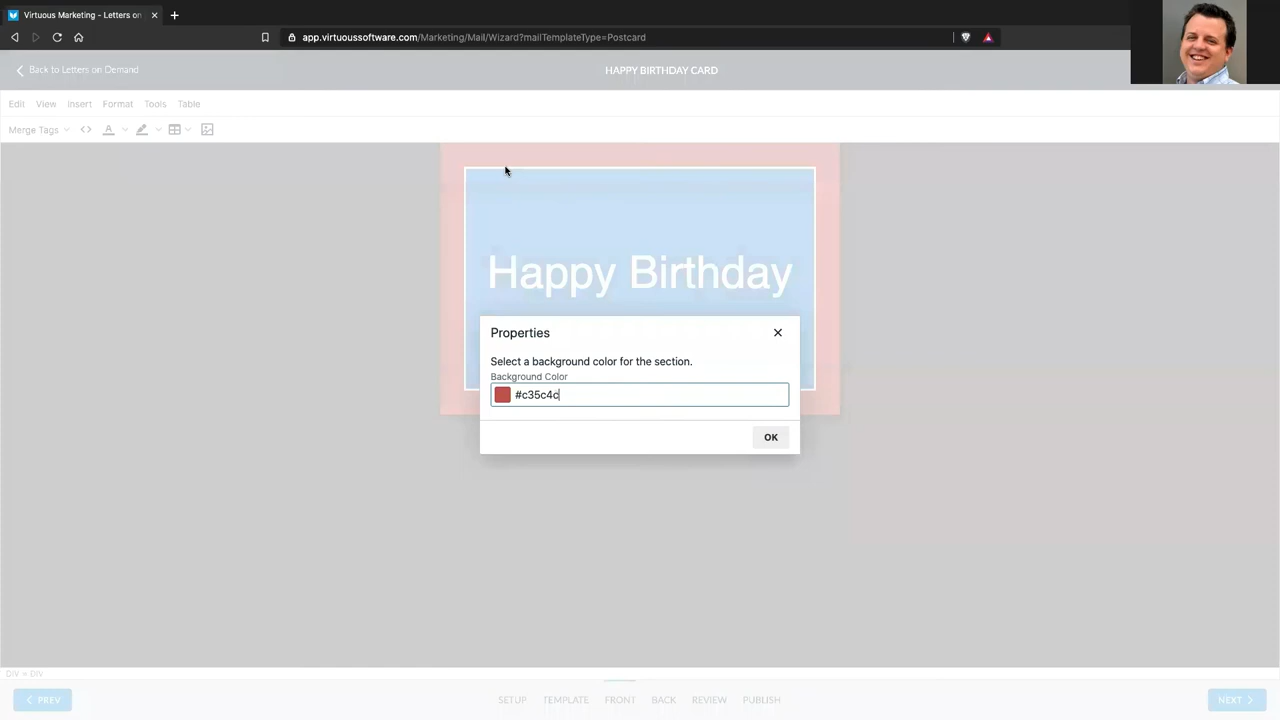 Virtuous Marketing - Letters on
app.virtuoussoftware.com/Marketing/Mail/Wizard?mailTemplateType=Postcard
Back to Letters on Demand
HAPPY BIRTHDAY CARD
Edit View Insert Format Tools Table
Merge Tags
Happy Birthday
Properties
Select a background color for the section.
Background Color
#c35c4c
OK
DIV » DIV
PREV
SETUP TEMPLATE FRONT BACK REVIEW PUBLISH
NEXT